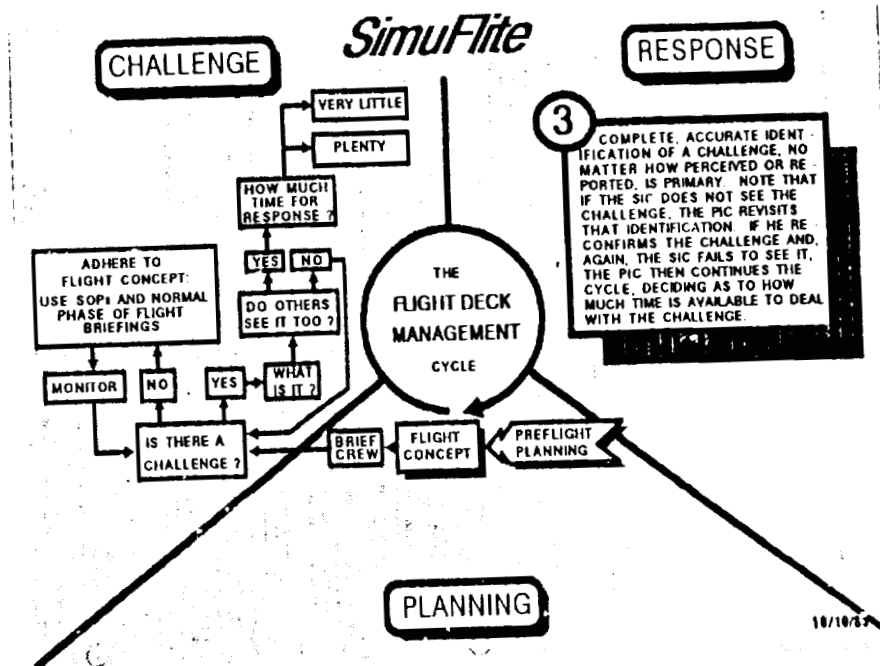 SimuFlite
CHALLENGE
RESPONSE
VERY LITTLE
PLENTY
HOW MUCH
TIME FOR
RESPONSE ?
YES
NO
DO OTHERS
SEE IT TOO ?
ADHERE TO
FLIGHT CONCEPT:
USE SOPs AND NORMAL
PHASE OF FLIGHT
BRIEFINGS
MONITOR
NO
YES
WHAT
IS IT ?
IS THERE A
CHALLENGE ?
BRIEF
CREW
FLIGHT
CONCEPT
PREFLIGHT
PLANNING
THE
FLIGHT DECK
MANAGEMENT
CYCLE
3
COMPLETE, ACCURATE IDENT-
IFICATION OF A CHALLENGE, NO
MATTER HOW PERCEIVED OR RE-
PORTED, IS PRIMARY. NOTE THAT
IF THE SIC DOES NOT SEE THE
CHALLENGE, THE PIC REVISITS
THAT IDENTIFICATION. IF HE RE-
CONFIRMS THE CHALLENGE AND,
AGAIN, THE SIC FAILS TO SEE IT,
THE PIC THEN CONTINUES THE
CYCLE, DECIDING AS TO HOW
MUCH TIME IS AVAILABLE TO DEAL
WITH THE CHALLENGE.
PLANNING